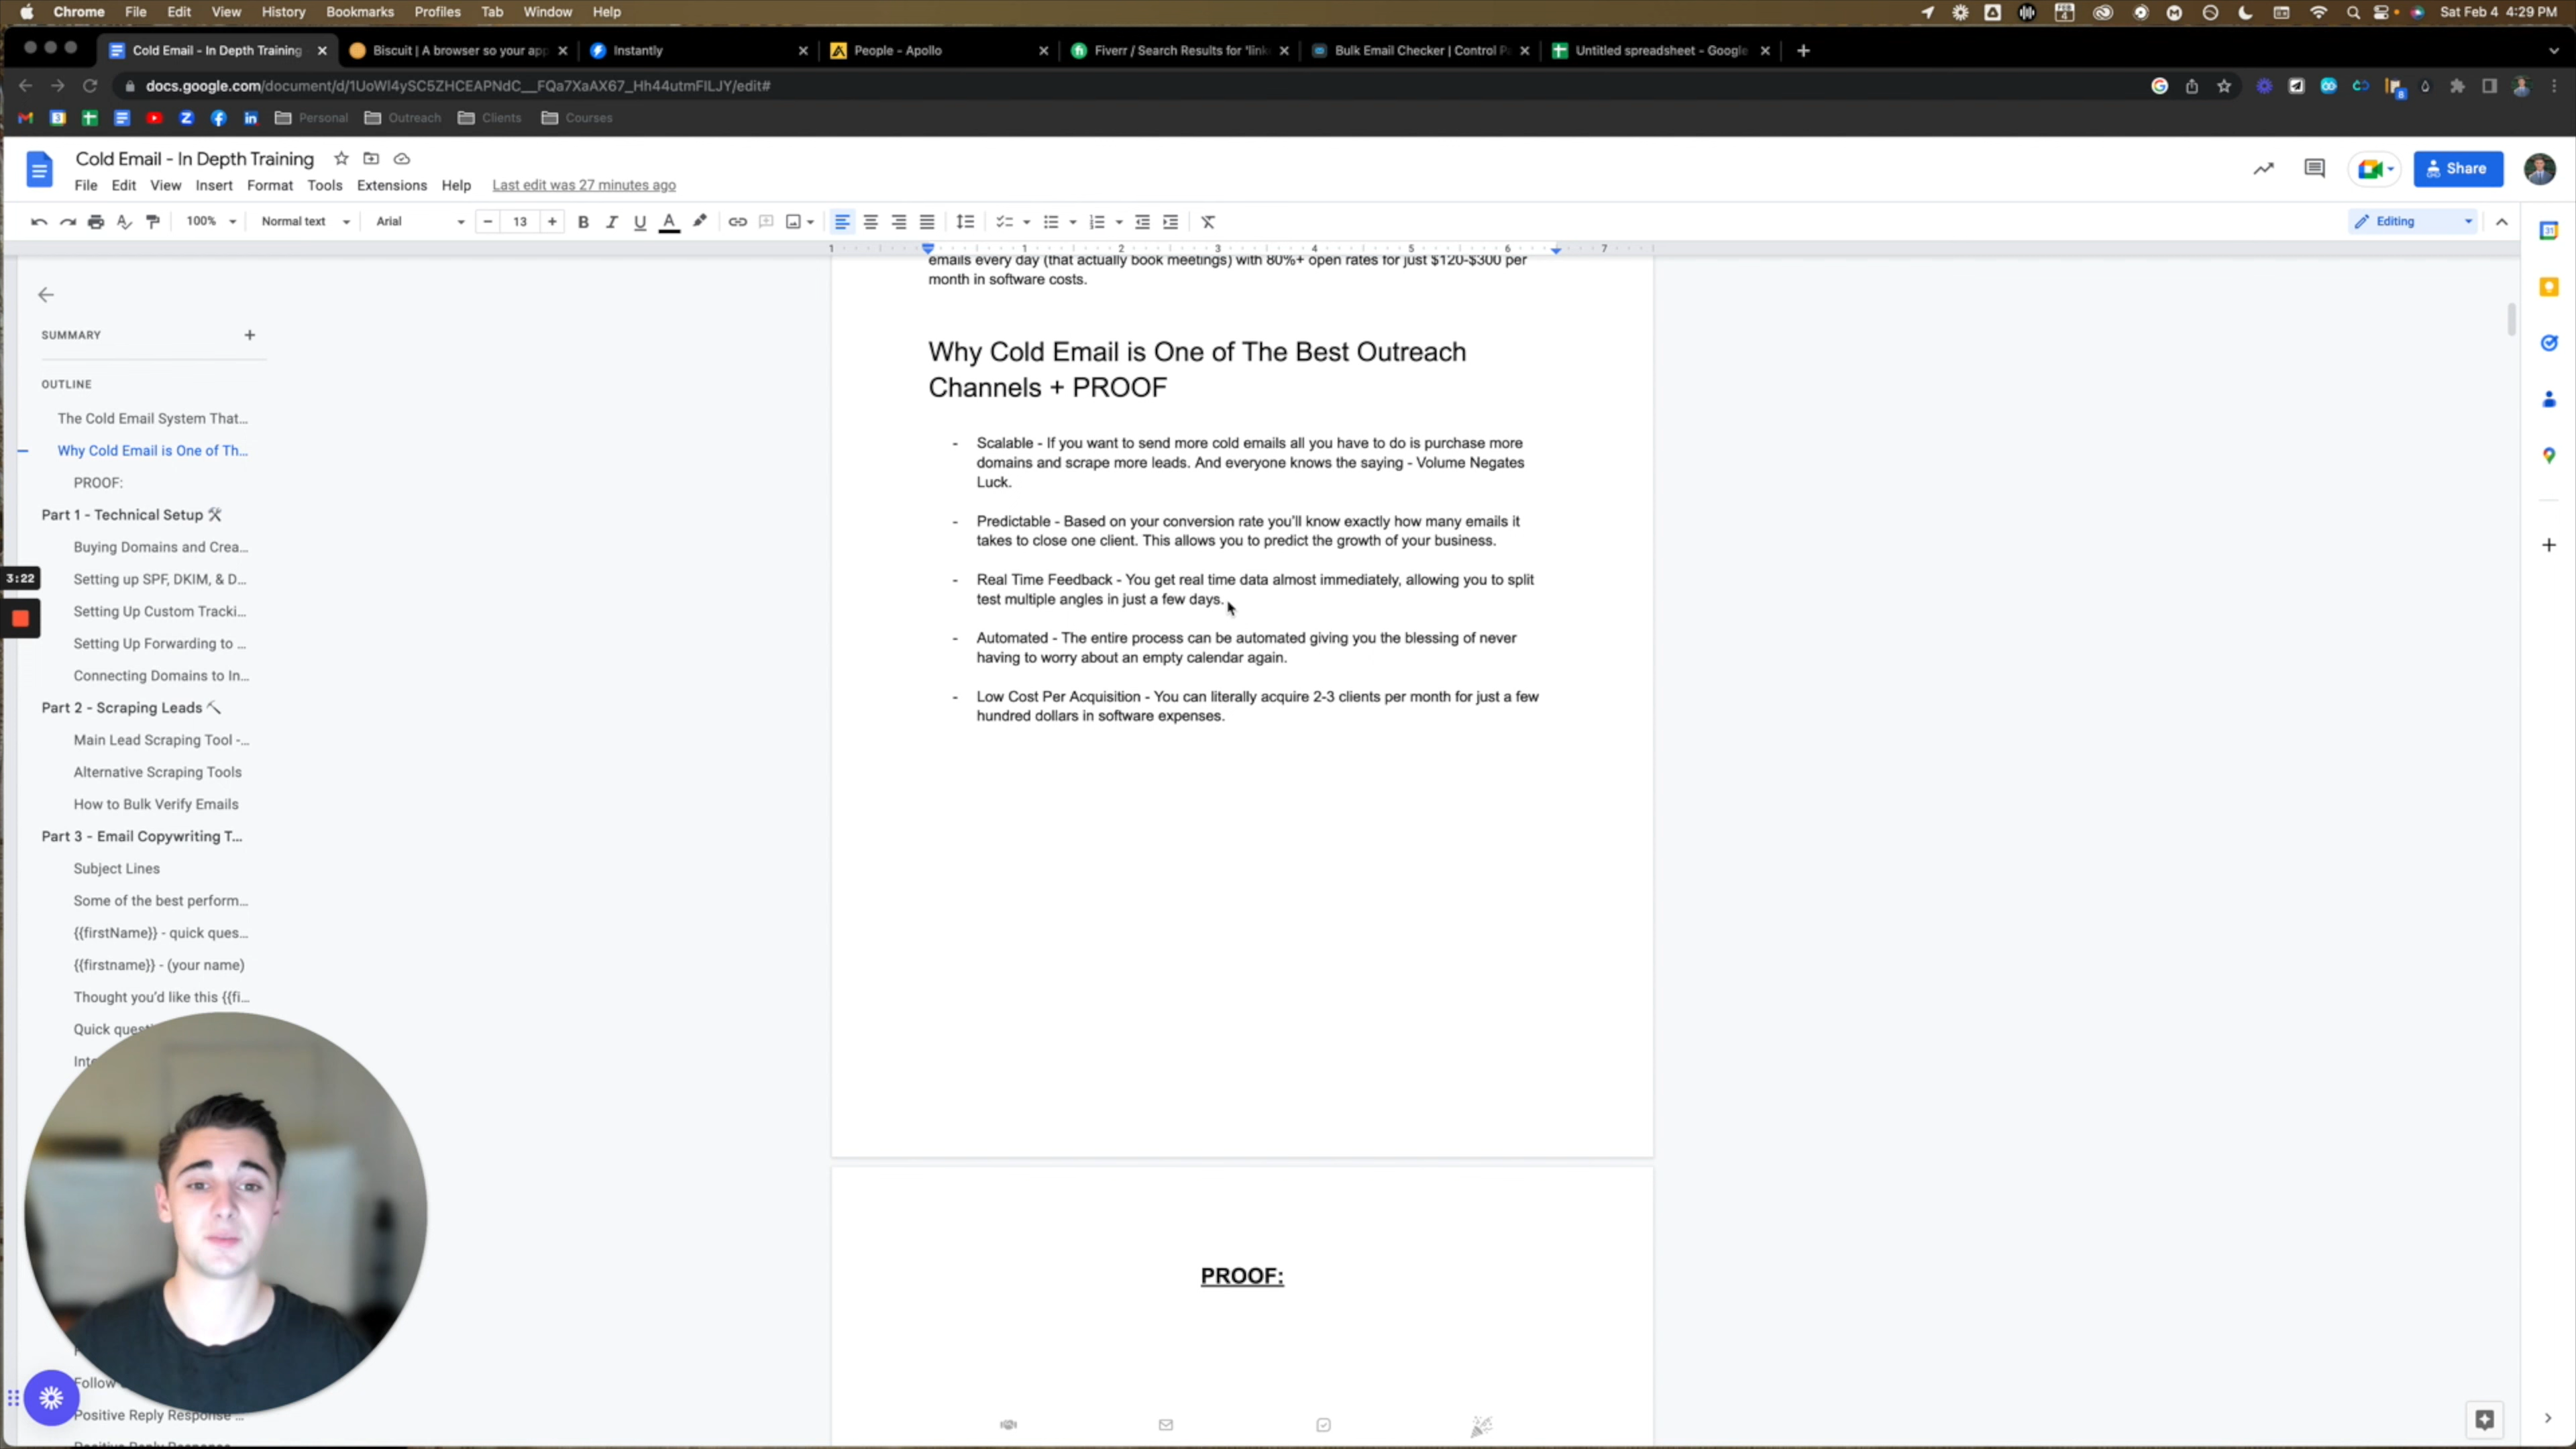 Chrome File Edit View History Bookmarks Profiles Tab Window Help
FEB 4
Sat Feb 4 4:29 PM
Cold Email - In Depth Training
Biscuit | A browser so your app
Instantly
People - Apollo
Fiverr / Search Results for 'link
Bulk Email Checker | Control P
Untitled spreadsheet - Google
docs.google.com/document/d/1UoWl4ySC5ZHCEAPNdC__FQa7XaAX67_Hh44utmFILJY/edit#
Personal Outreach Clients Courses
Cold Email - In Depth Training
File Edit View Insert Format Tools Extensions Help Last edit was 27 minutes ago
Share
100% Normal text Arial 13
Editing
1 1 2 3 4 5 6 7
SUMMARY
OUTLINE
The Cold Email System That...
Why Cold Email is One of Th...
PROOF:
Part 1 - Technical Setup 🛠
Buying Domains and Crea...
Setting up SPF, DKIM, & D...
Setting Up Custom Tracki...
Setting Up Forwarding to ...
Connecting Domains to In...
Part 2 - Scraping Leads ⛏
Main Lead Scraping Tool -...
Alternative Scraping Tools
How to Bulk Verify Emails
Part 3 - Email Copywriting T...
Subject Lines
Some of the best perform...
{{firstName}} - quick ques...
{{firstname}} - (your name)
Thought you'd like this {{fi...
Quick
Follow
Positive Reply Response ...
3:22
emails every day (that actually book meetings) with 80%+ open rates for just $120-$300 per
month in software costs.
Why Cold Email is One of The Best Outreach
Channels + PROOF
- Scalable - If you want to send more cold emails all you have to do is purchase more
domains and scrape more leads. And everyone knows the saying - Volume Negates
Luck.
- Predictable - Based on your conversion rate you'll know exactly how many emails it
takes to close one client. This allows you to predict the growth of your business.
- Real Time Feedback - You get real time data almost immediately, allowing you to split
test multiple angles in just a few days.
- Automated - The entire process can be automated giving you the blessing of never
having to worry about an empty calendar again.
- Low Cost Per Acquisition - You can literally acquire 2-3 clients per month for just a few
hundred dollars in software expenses.
PROOF: